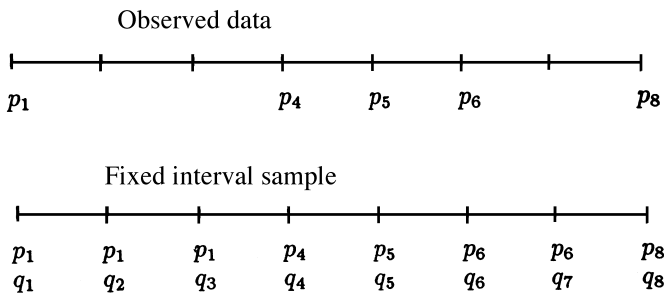 Observed data
p₁ p₄ p₅ p₆ p₈
Fixed interval sample
p₁ p₁ p₁ p₄ p₅ p₆ p₆ p₈
q₁ q₂ q₃ q₄ q₅ q₆ q₇ q₈